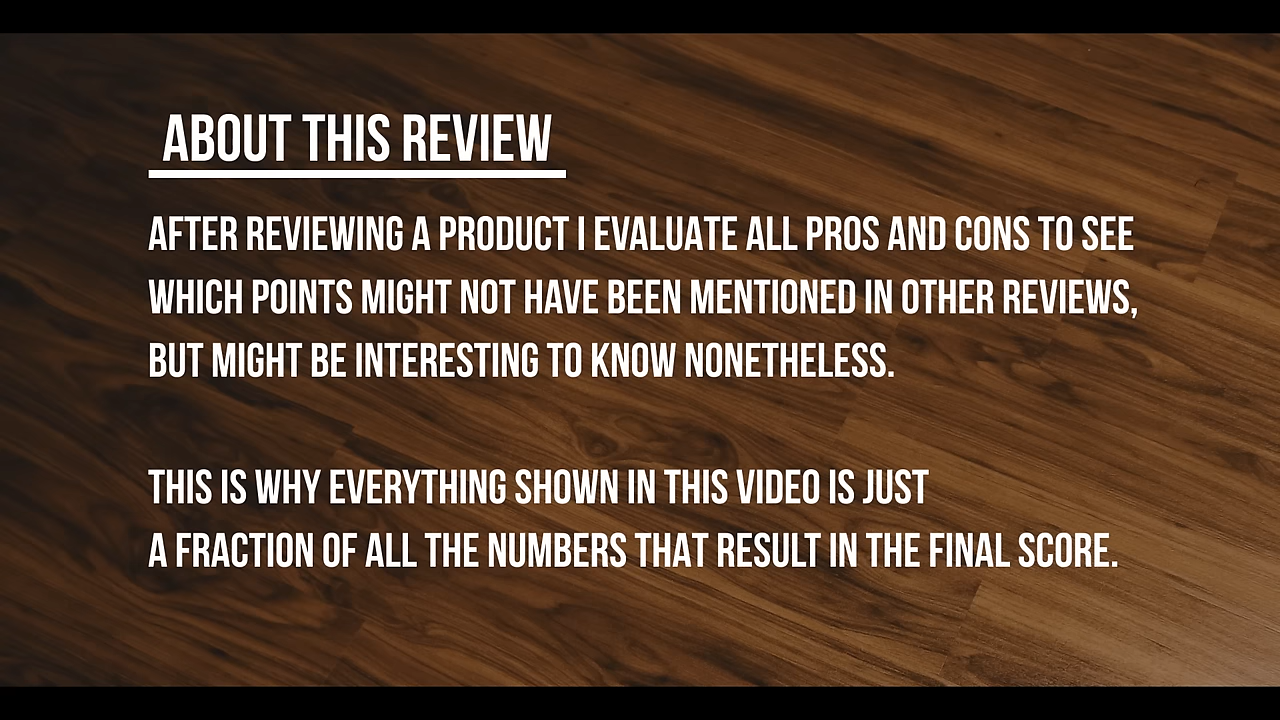 ABOUT THIS REVIEW
AFTER REVIEWING A PRODUCT I EVALUATE ALL PROS AND CONS TO SEE
WHICH POINTS MIGHT NOT HAVE BEEN MENTIONED IN OTHER REVIEWS,
BUT MIGHT BE INTERESTING TO KNOW NONETHELESS.
THIS IS WHY EVERYTHING SHOWN IN THIS VIDEO IS JUST
A FRACTION OF ALL THE NUMBERS THAT RESULT IN THE FINAL SCORE.